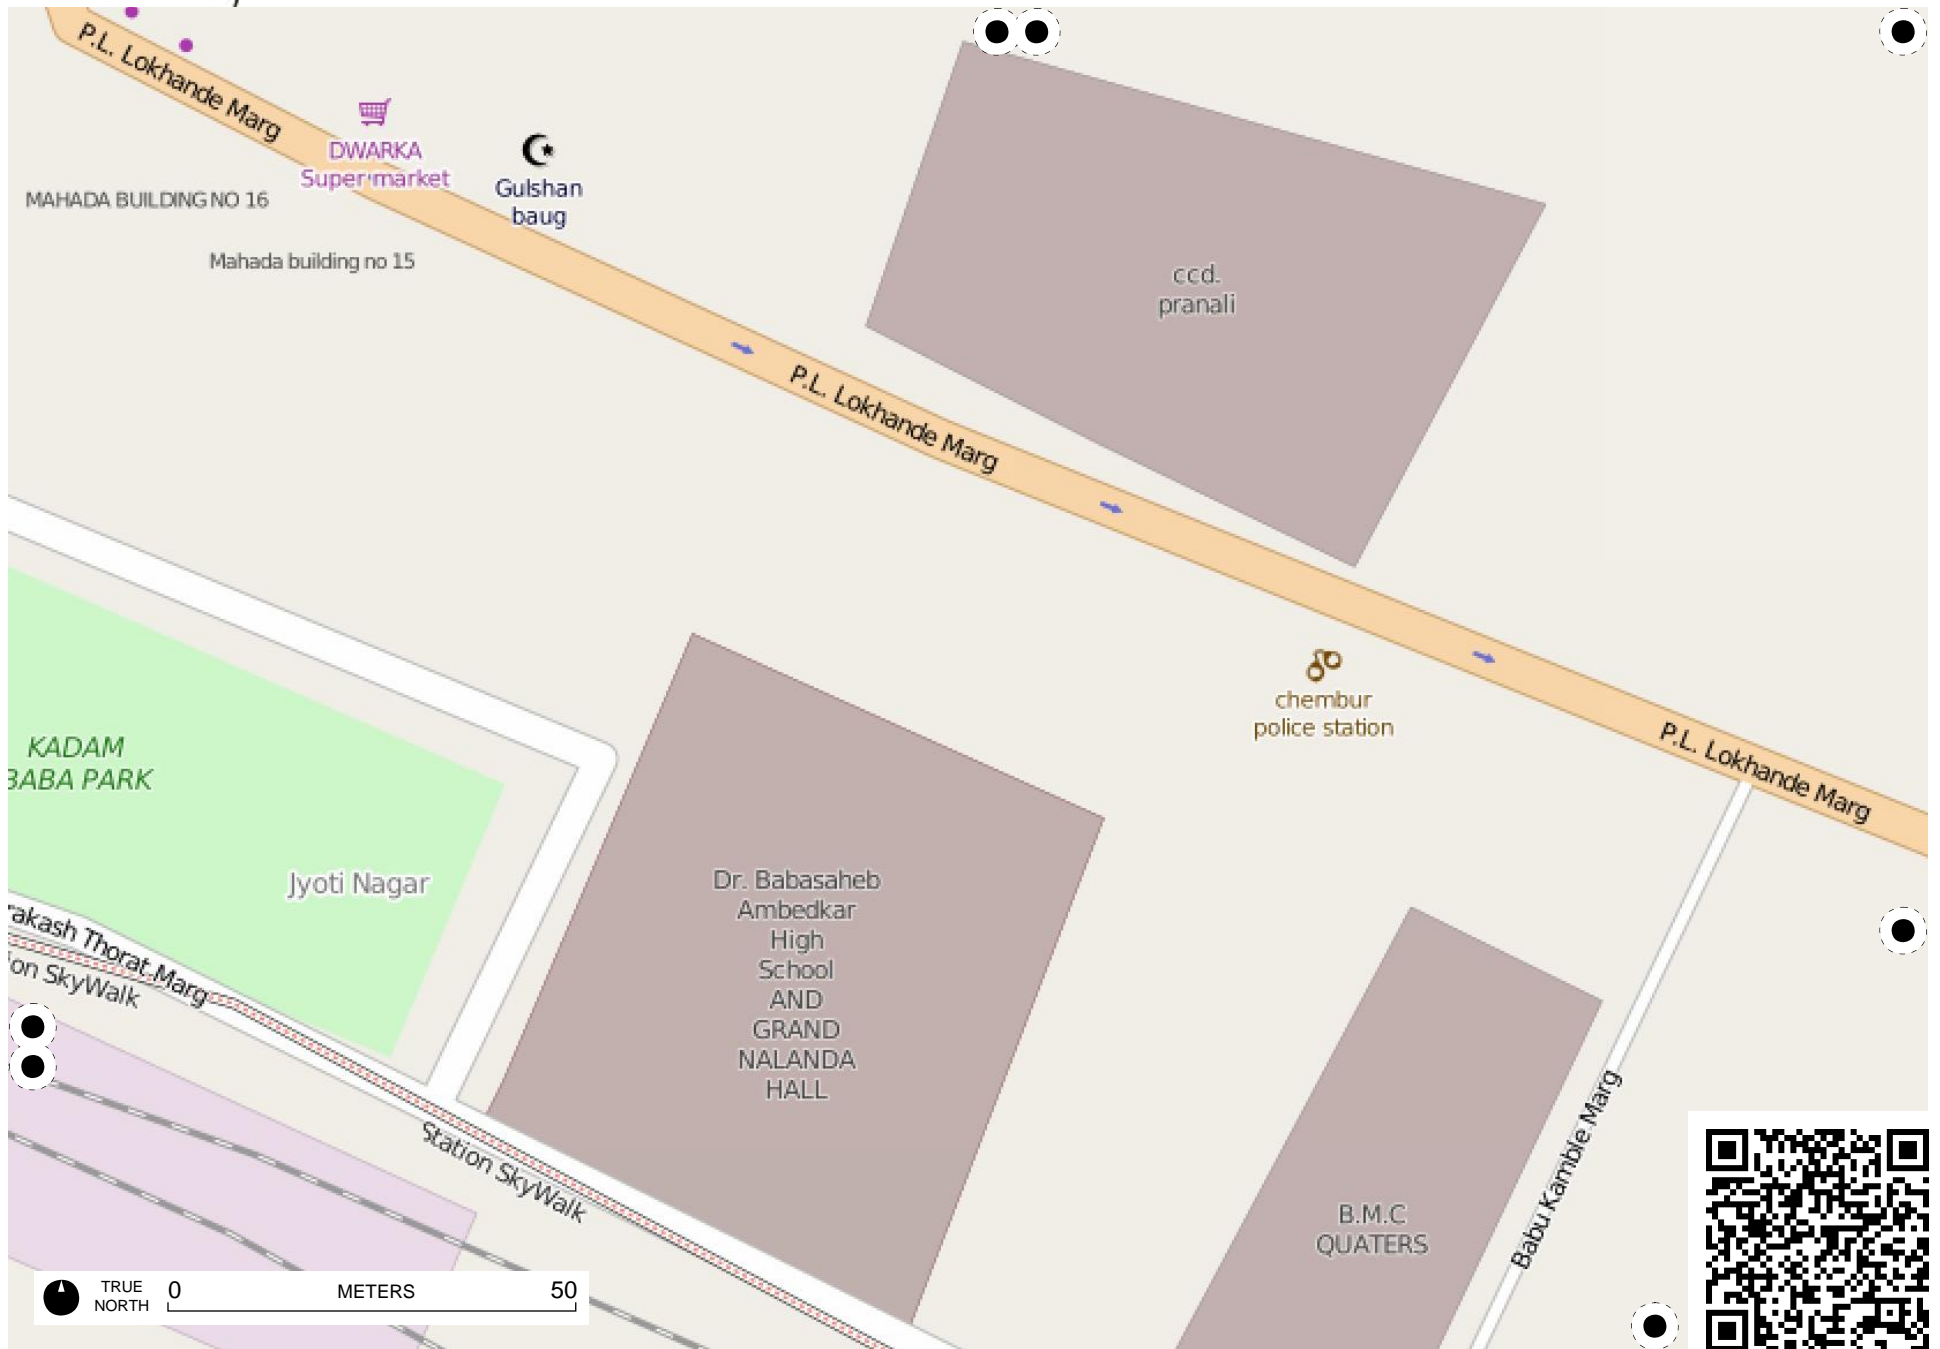 P.L. Lokhande Marg
DWARKA
Super market
Gulshan
baug
MAHADA BUILDING NO 16
Mahada building no 15
ccd.
pranali
P.L. Lokhande Marg
chembur
police station
P.L. Lokhande Marg
KADAM
BABA PARK
Jyoti Nagar
rakash Thorat Marg
ion SkyWalk
Dr. Babasaheb
Ambedkar
High
School
AND
GRAND
NALANDA
HALL
Station SkyWalk
B.M.C
QUATERS
Babu Kamble Marg
TRUE
NORTH
0 METERS 50